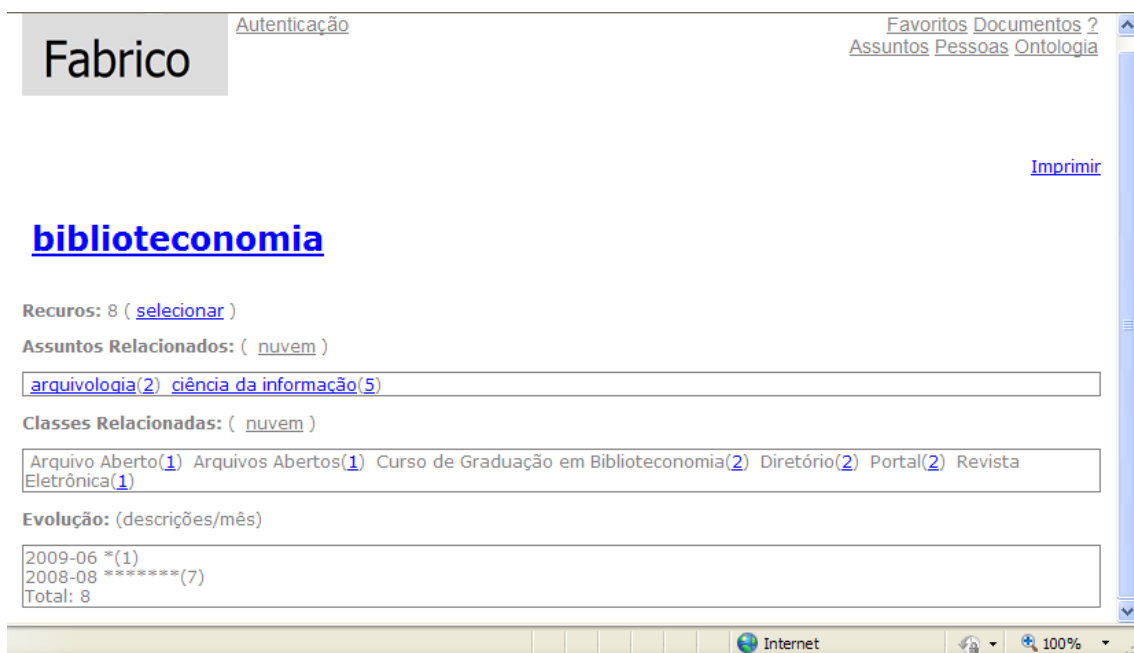 Fabrico
Autenticação
Favoritos Documentos ?
Assuntos Pessoas Ontologia
Imprimir
biblioteconomia
Recuros: 8 ( selecionar )
Assuntos Relacionados: ( nuvem )
arquivologia(2) ciência da informação(5)
Classes Relacionadas: ( nuvem )
Arquivo Aberto(1) Arquivos Abertos(1) Curso de Graduação em Biblioteconomia(2) Diretório(2) Portal(2) Revista
Eletrônica(1)
Evolução: (descrições/mês)
2009-06 *(1)
2008-08 *******(7)
Total: 8
Internet
100%